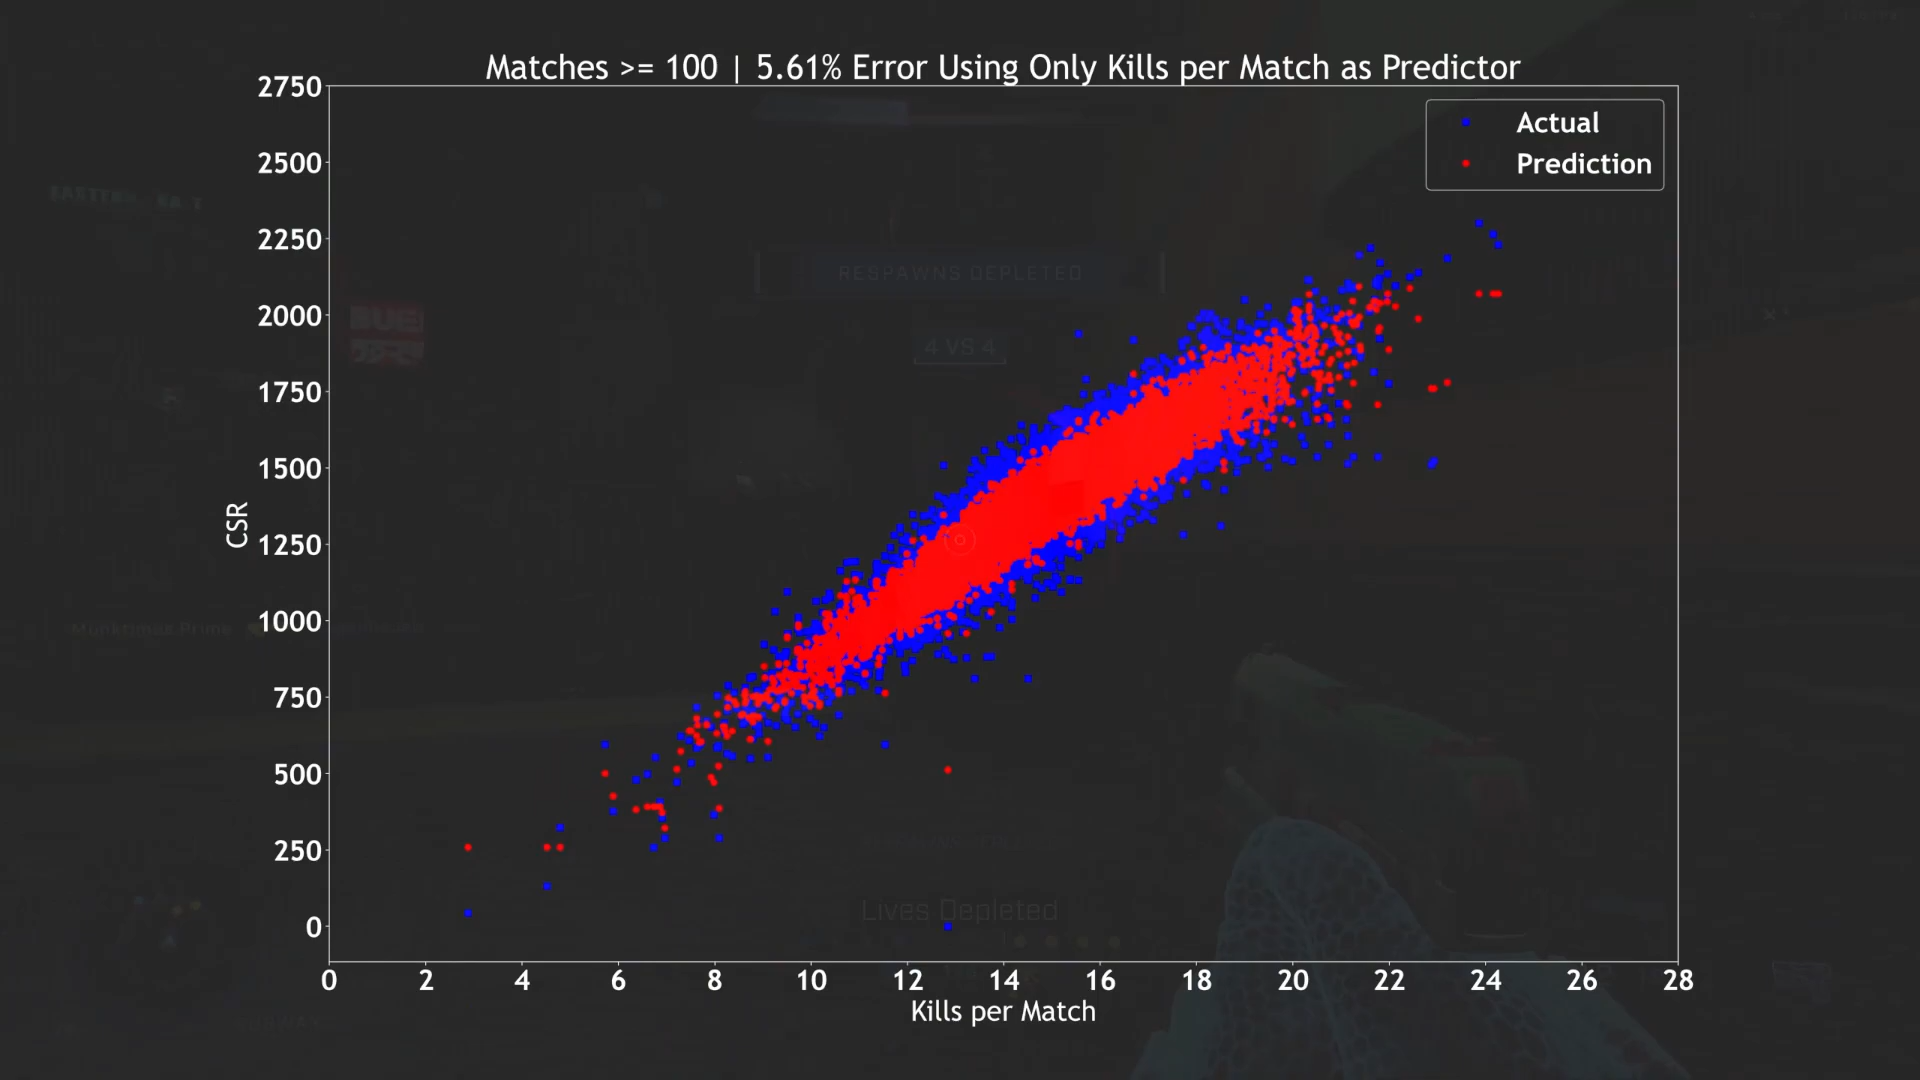 Matches >= 100 | 5.61% Error Using Only Kills per Match as Predictor
2750
Actual
Prediction
2500
2250
RESPAWNS DEPLETED
2000
4 VS 4
1750
1500
CSR
1250
1000
750
500
250
Lives Depleted
0
0 2 4 6 8 10 12 14 16 18 20 22 24 26 28
Kills per Match